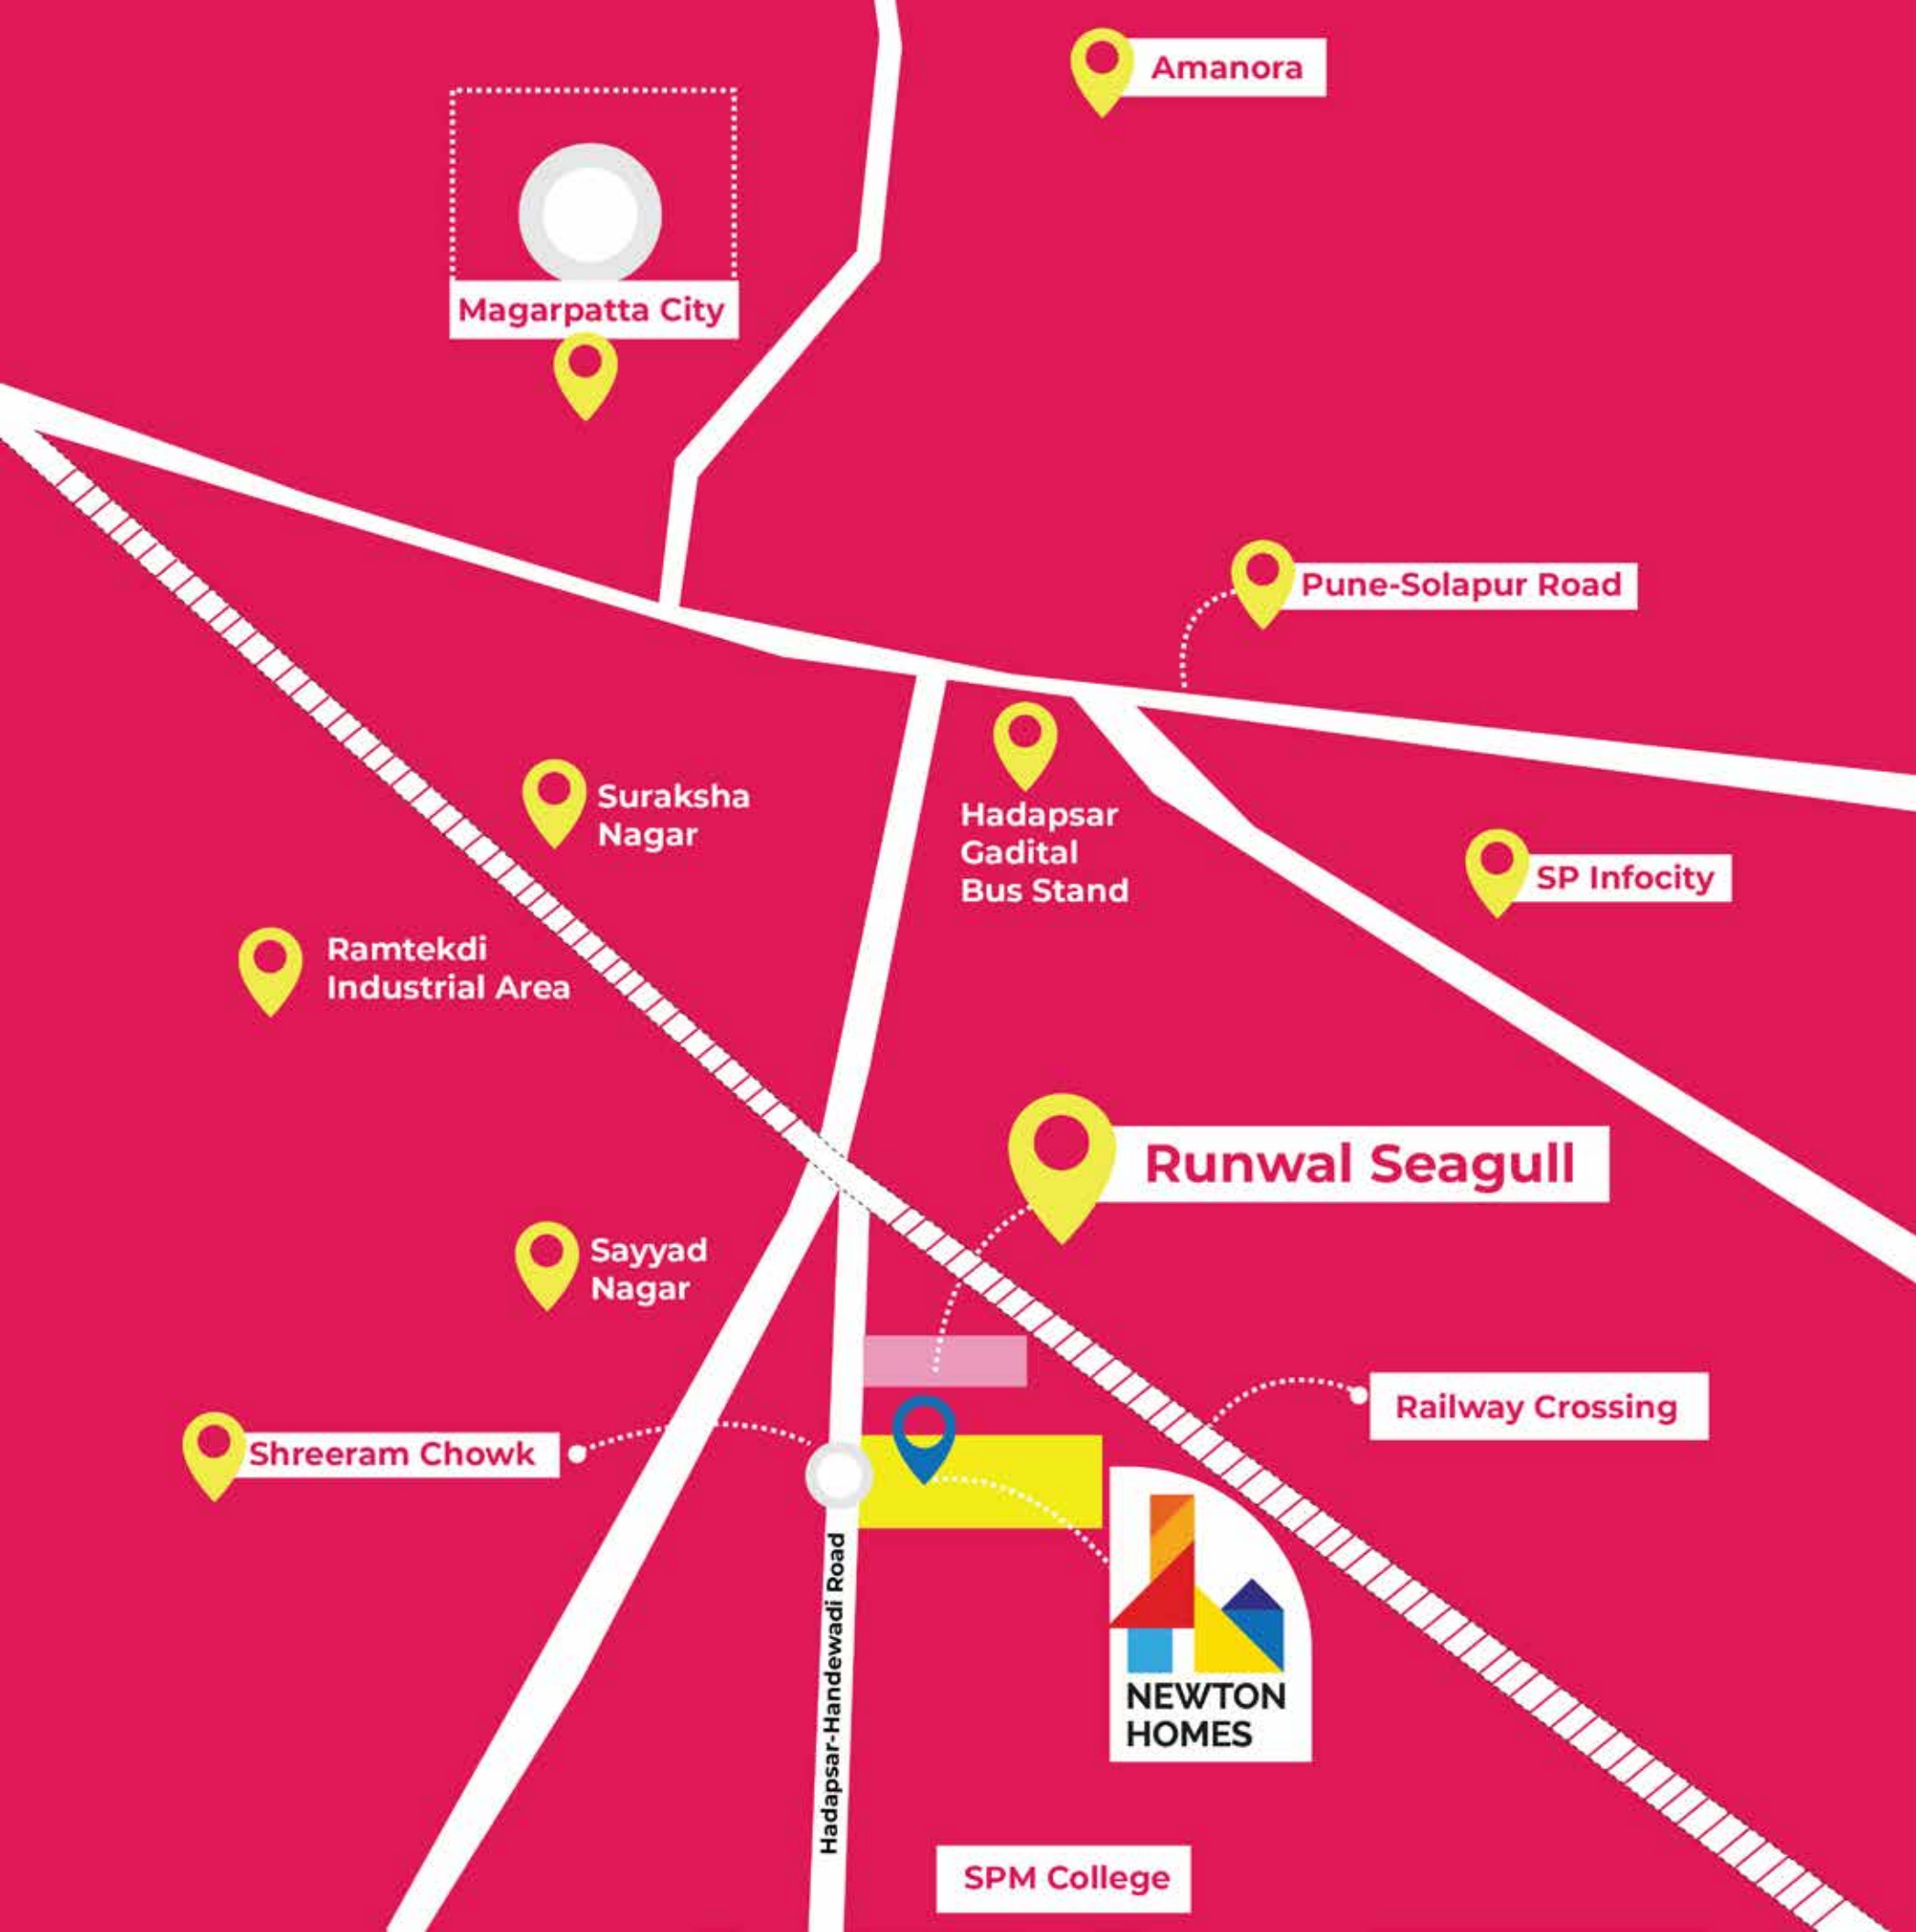 Amanora
Magarpatta City
Pune-Solapur Road
Suraksha
Nagar
Hadapsar
Gadital
Bus Stand
SP Infocity
Ramtekdi
Industrial Area
Runwal Seagull
Sayyad
Nagar
Railway Crossing
Shreeram Chowk
Hadapsar-Handewadi Road
NEWTON
HOMES
SPM College